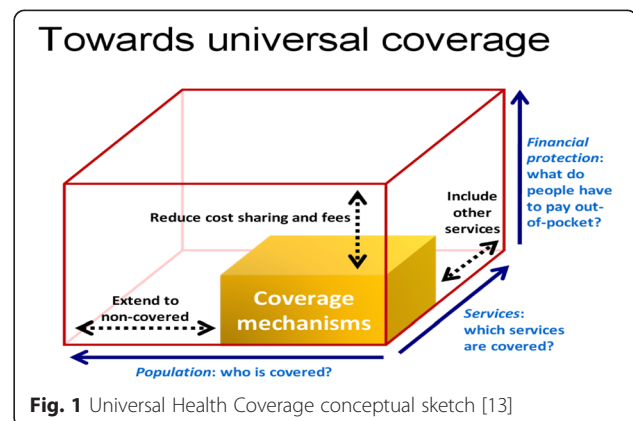 Towards universal coverage
Financial
protection:
what do
people have
to pay out-
of-pocket?
Include
other
services
Reduce cost sharing and fees
Extend to
non-covered
Coverage
mechanisms
Services:
which services
are covered?
Population: who is covered?
Fig. 1 Universal Health Coverage conceptual sketch [13]